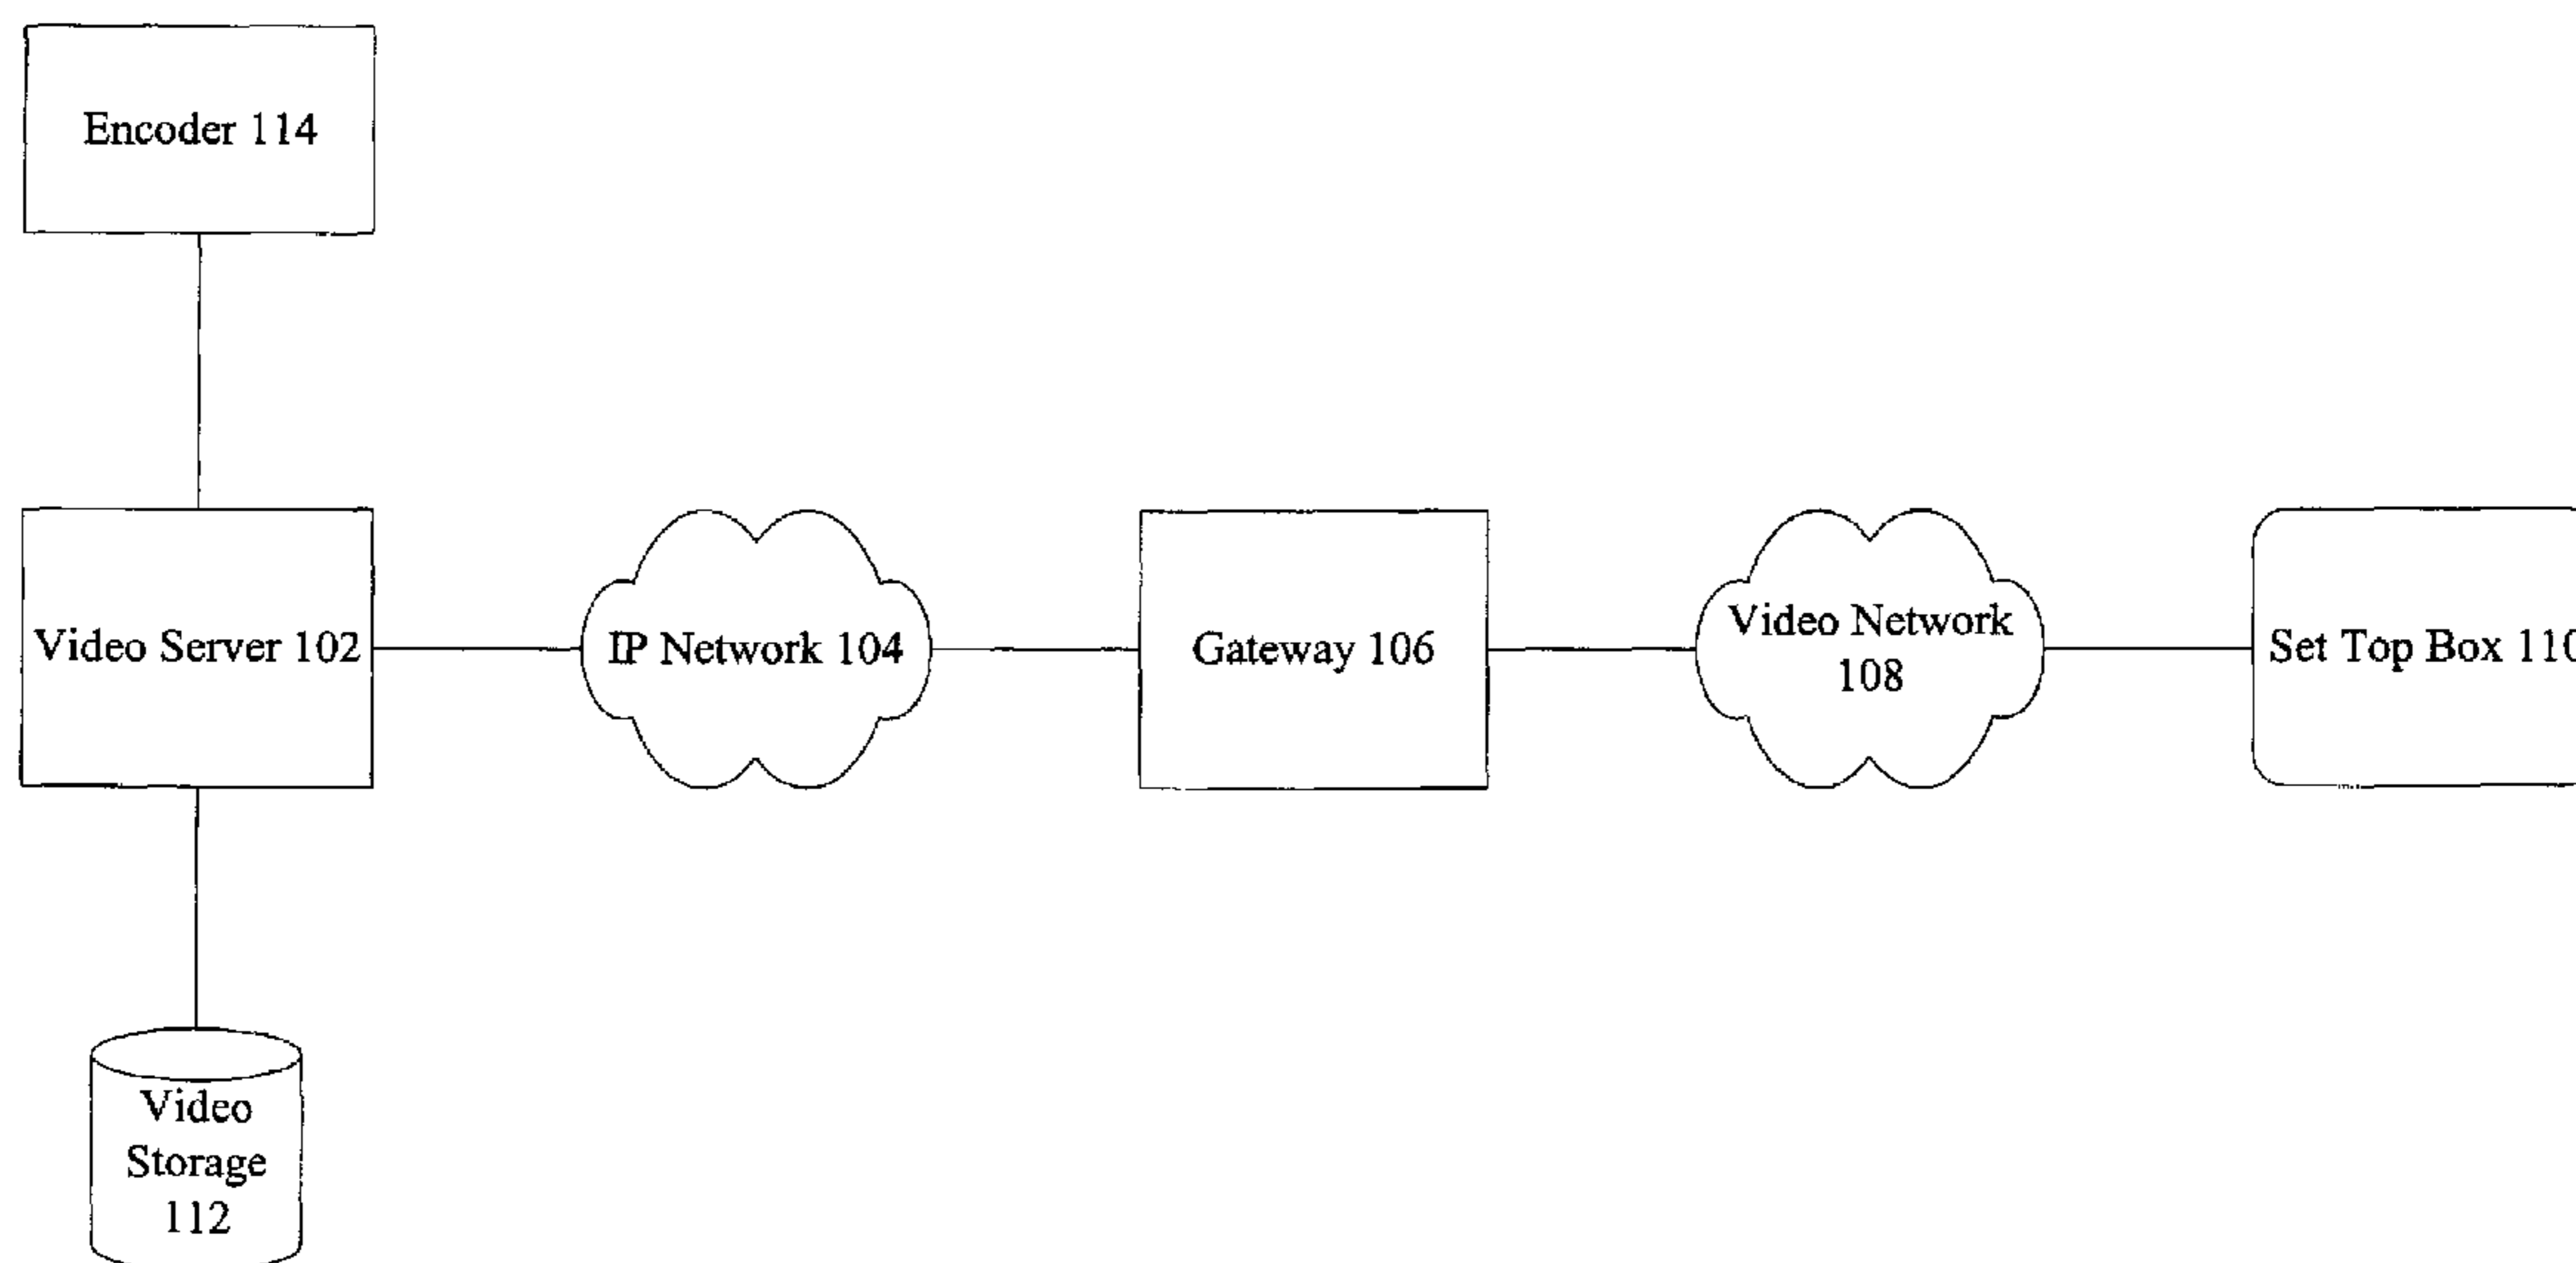 Encoder 114
Video Server 102
IP Network 104
Gateway 106
Video Network
108
Set Top Box 110
Video
Storage
112